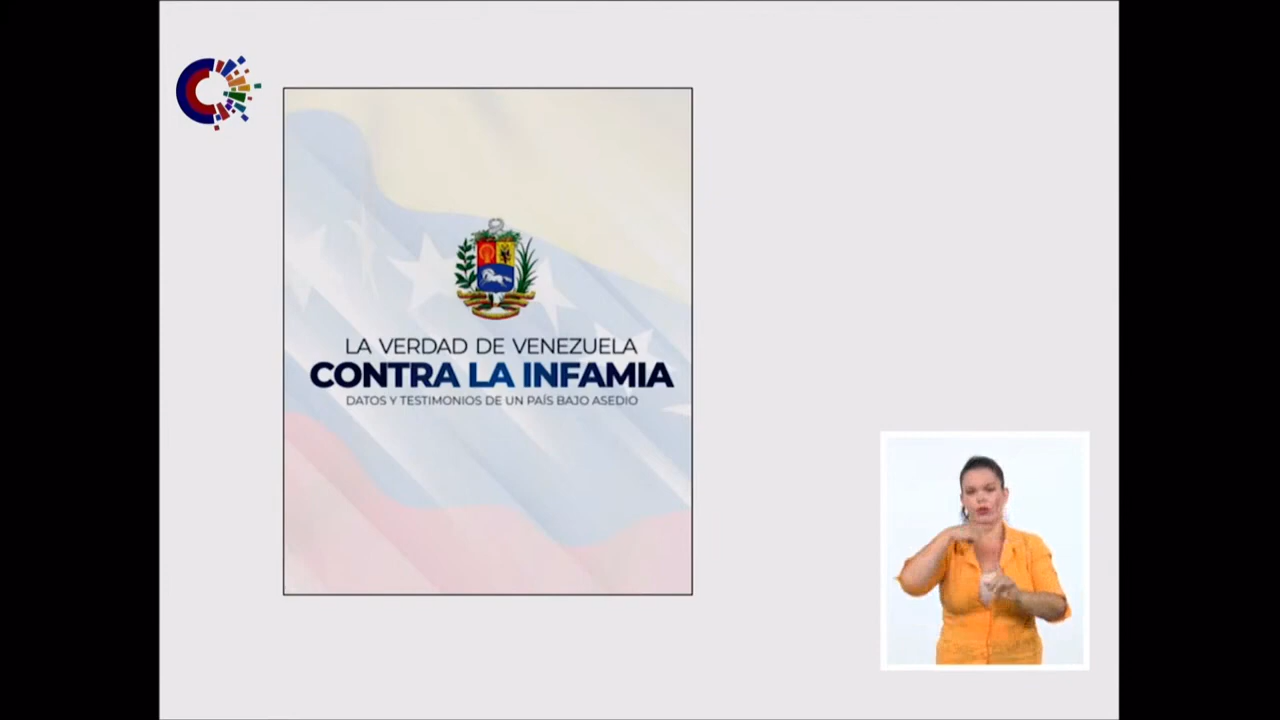 LA VERDAD DE VENEZUELA
CONTRA LA INFAMIA
DATOS Y TESTIMONIOS DE UN PAÍS BAJO ASEDIO